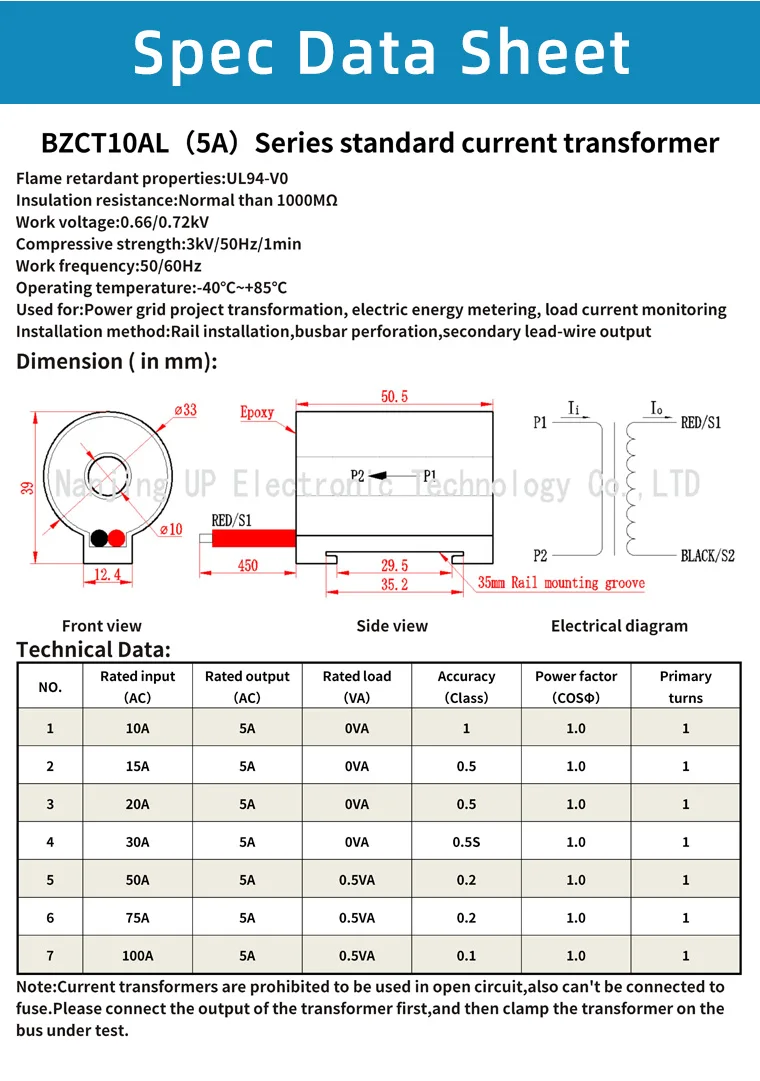 Spec Data Sheet
BZCT10AL（5A）Series standard current transformer
Flame retardant properties:UL94-V0
Insulation resistance:Normal than 1000MΩ
Work voltage:0.66/0.72kV
Compressive strength:3kV/50Hz/1min
Work frequency:50/60Hz
Operating temperature:-40℃~+85℃
Used for:Power grid project transformation, electric energy metering, load current monitoring
Installation method:Rail installation,busbar perforation,secondary lead-wire output
Dimension ( in mm):
ø33
39
ø10
12.4
Epoxy
50.5
P2
P1
RED/S1
450
29.5
35.2
35mm Rail mounting groove
P1
Ii
Io
RED/S1
P2
BLACK/S2
Nanjing UP Electronic Technology Co.,LTD
Front view Side view Electrical diagram
Technical Data:
NO. Rated input（AC） Rated output（AC） Rated load（VA） Accuracy（Class） Power factor（COSΦ） Primary turns
1 10A 5A 0VA 1 1.0 1
2 15A 5A 0VA 0.5 1.0 1
3 20A 5A 0VA 0.5 1.0 1
4 30A 5A 0VA 0.5S 1.0 1
5 50A 5A 0.5VA 0.2 1.0 1
6 75A 5A 0.5VA 0.2 1.0 1
7 100A 5A 0.5VA 0.1 1.0 1
Note:Current transformers are prohibited to be used in open circuit,also can't be connected to
fuse.Please connect the output of the transformer first,and then clamp the transformer on the
bus under test.